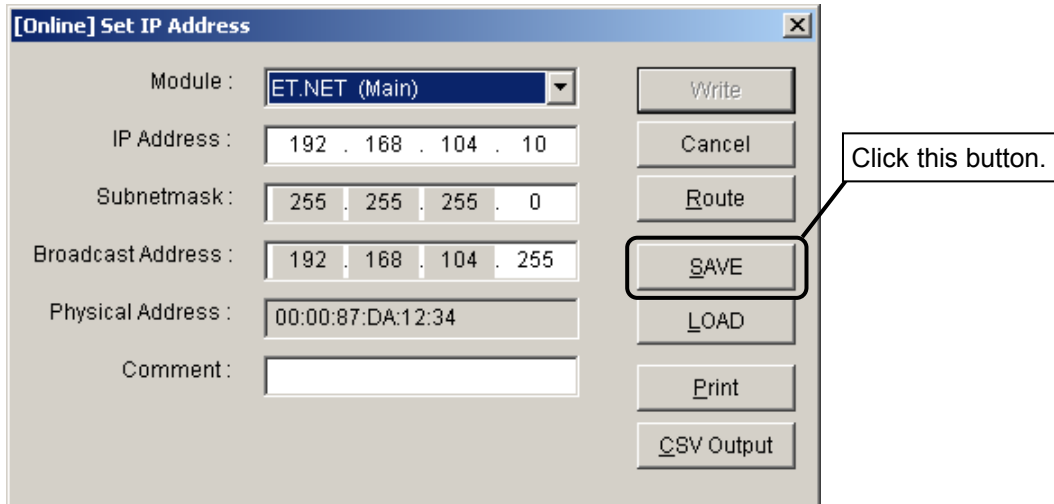 [Online] Set IP Address
Module : ET.NET (Main) Write
IP Address : 192 . 168 . 104 . 10 Cancel
Click this button.
Subnetmask : 255 . 255 . 255 . 0 Route
Broadcast Address : 192 . 168 . 104 . 255 SAVE
Physical Address : 00:00:87:DA:12:34 LOAD
Comment : Print
CSV Output